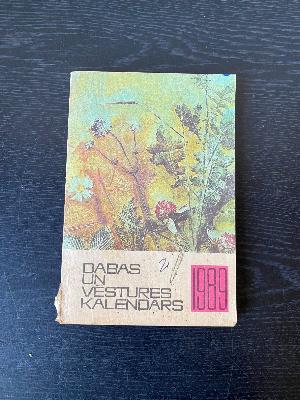 DABAS
UN
VĒSTURES
KALENDĀRS
1989